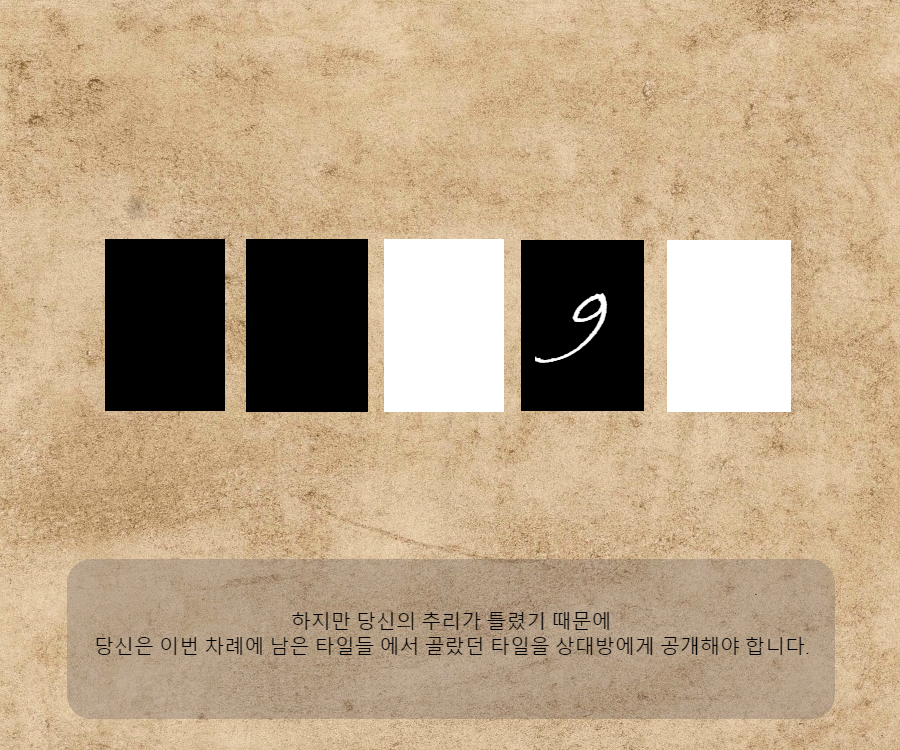 9
하지만 당신의 추리가 틀렸기 때문에
당신은 이번 차례에 남은 타일들 에서 골랐던 타일을 상대방에게 공개해야 합니다.